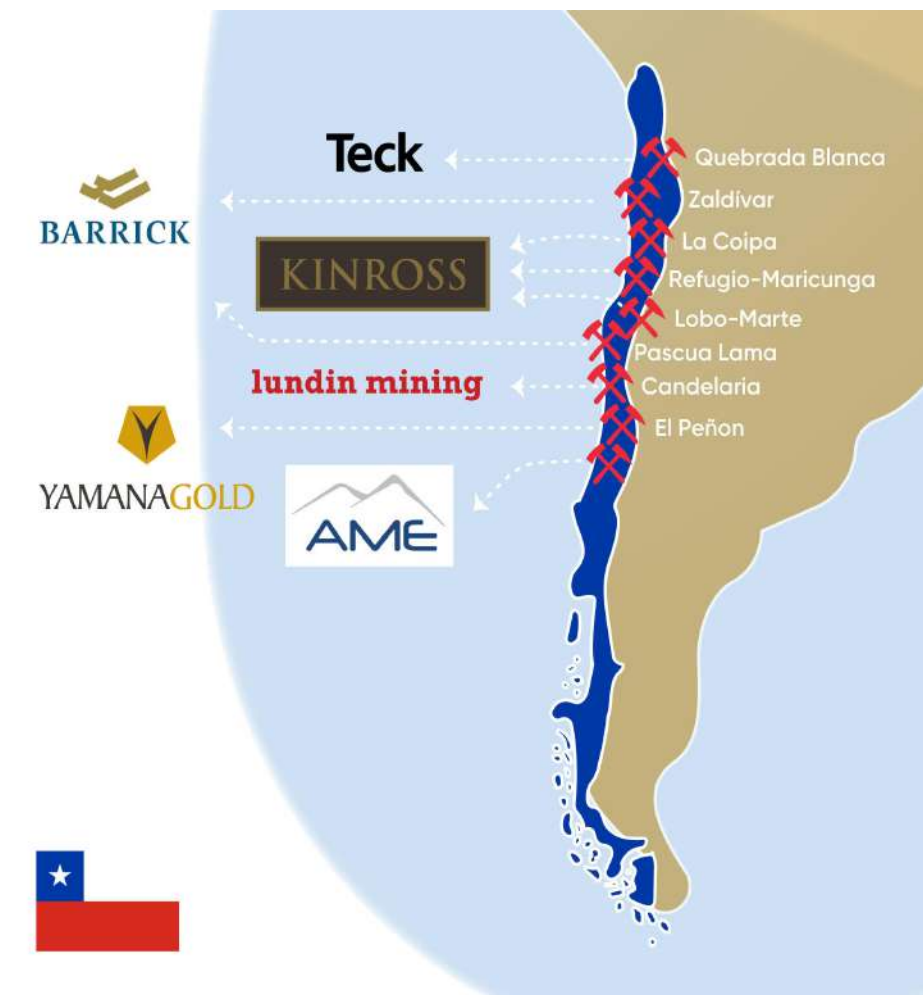 Teck
Quebrada Blanca
Zaldívar
BARRICK
La Coipa
KINROSS
Refugio-Maricunga
Lobo-Marte
Pascua Lama
lundin mining
Candelaria
El Peñon
YAMANAGOLD
AME